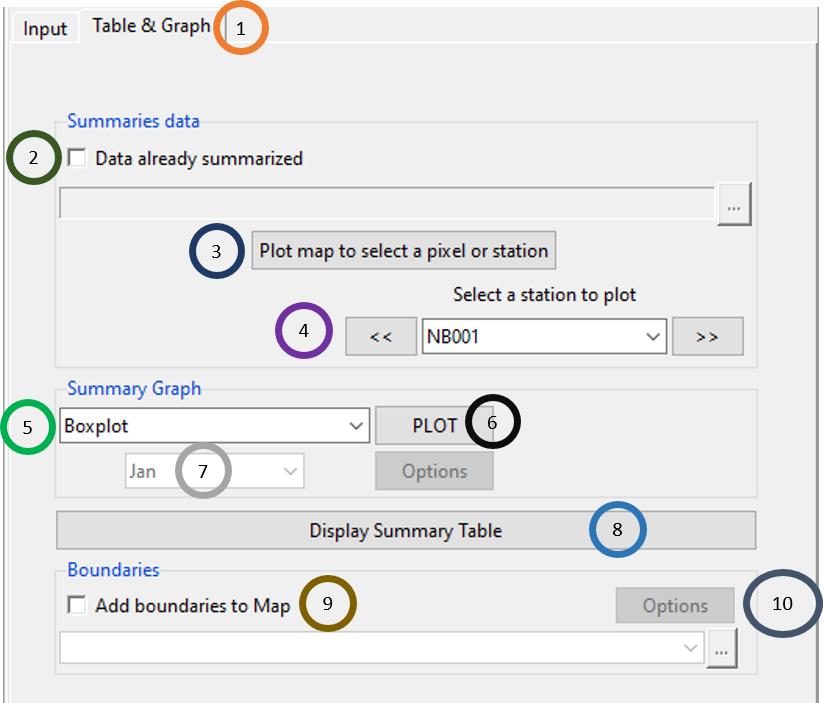 Input Table & Graph 1
Summaries data
2 Data already summarized
...
3 Plot map to select a pixel or station
Select a station to plot
4 << NB001 >>
Summary Graph
5 Boxplot PLOT 6
Jan 7 Options
Display Summary Table 8
Boundaries
Add boundaries to Map 9 Options 10
...